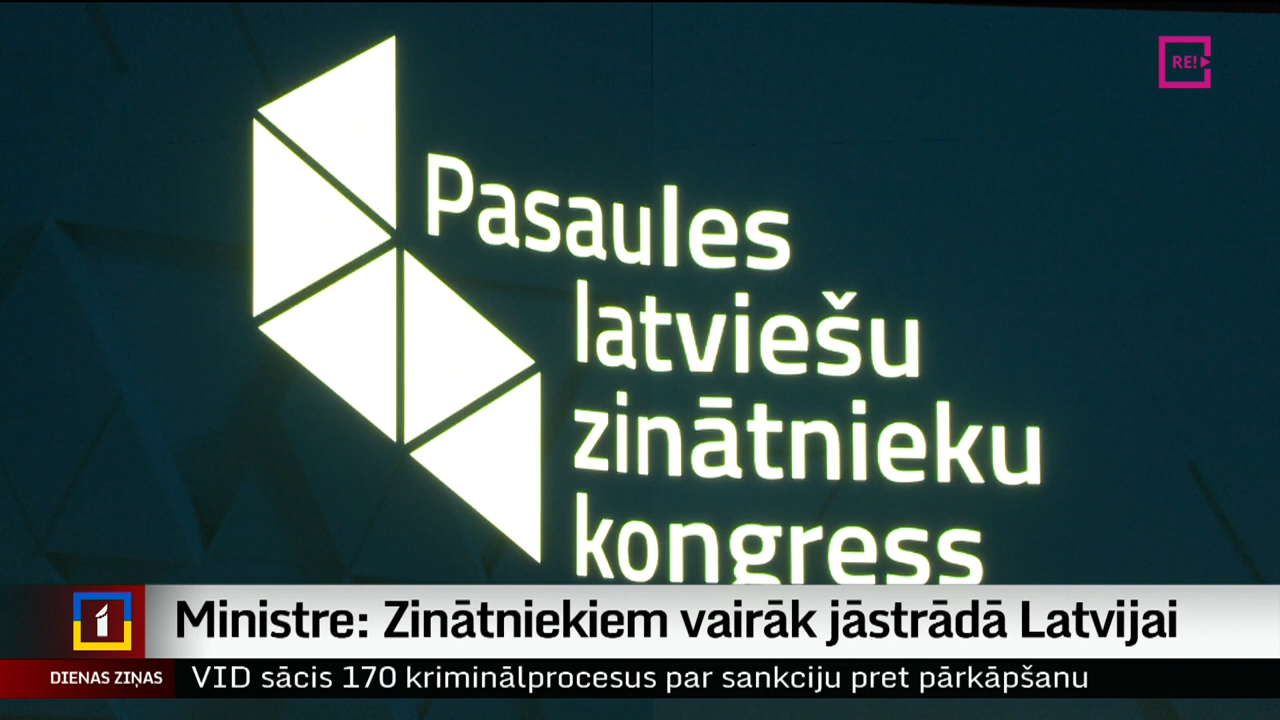 RE!
Pasaules
latviešu
zinātnieku
kongress
1
Ministre: Zinātniekiem vairāk jāstrādā Latvijai
DIENAS ZIŅAS
VID sācis 170 kriminālprocesus par sankciju pret pārkāpšanu